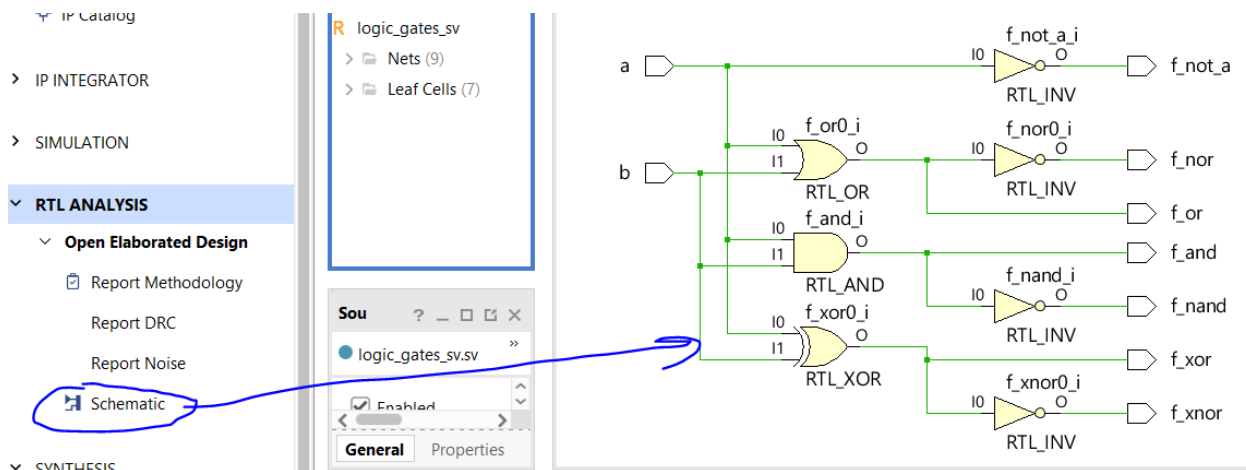 IP Catalog
IP INTEGRATOR
SIMULATION
RTL ANALYSIS
Open Elaborated Design
Report Methodology
Report DRC
Report Noise
Schematic
SYNTHESIS
R logic_gates_sv
Nets (9)
Leaf Cells (7)
Sou ? _
logic_gates_sv.sv »
Enabled
General Properties
a
b
f_not_a_i
I0 O
RTL_INV
f_not_a
f_or0_i
I0
I1 O
RTL_OR
f_nor0_i
I0 O
RTL_INV
f_nor
f_or
f_and_i
I0
I1 O
RTL_AND
f_and
f_nand_i
I0 O
RTL_INV
f_nand
f_xor0_i
I0
I1 O
RTL_XOR
f_xor
f_xnor0_i
I0 O
RTL_INV
f_xnor